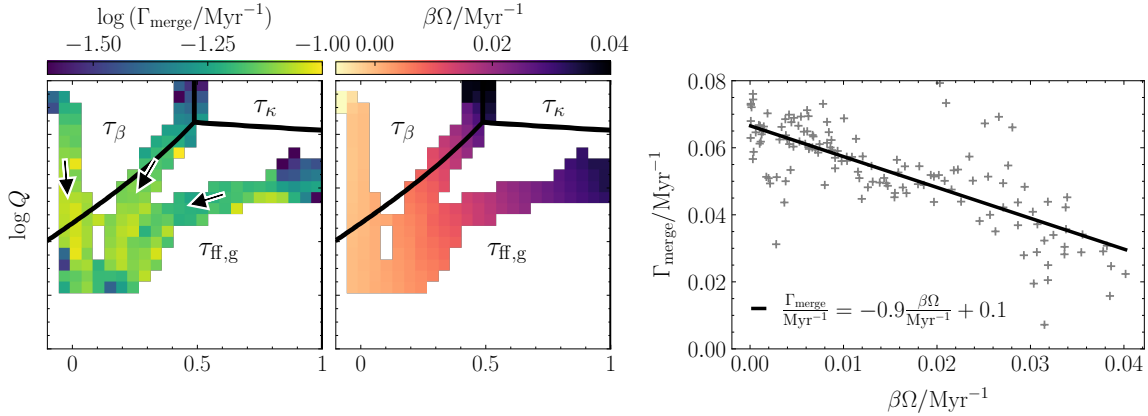 log (Γmerge/Myr⁻¹)
−1.50 −1.25 −1.00
βΩ/Myr⁻¹
0.00 0.02 0.04
τβ
τκ
τff,g
log Q
0 0.5 1
τβ
τκ
τff,g
0 0.5 1
0.08
0.06
0.04
0.02
0.00
Γmerge/Myr⁻¹
Γmerge/Myr⁻¹ = −0.9 βΩ/Myr⁻¹ + 0.1
0.00 0.01 0.02 0.03 0.04
βΩ/Myr⁻¹